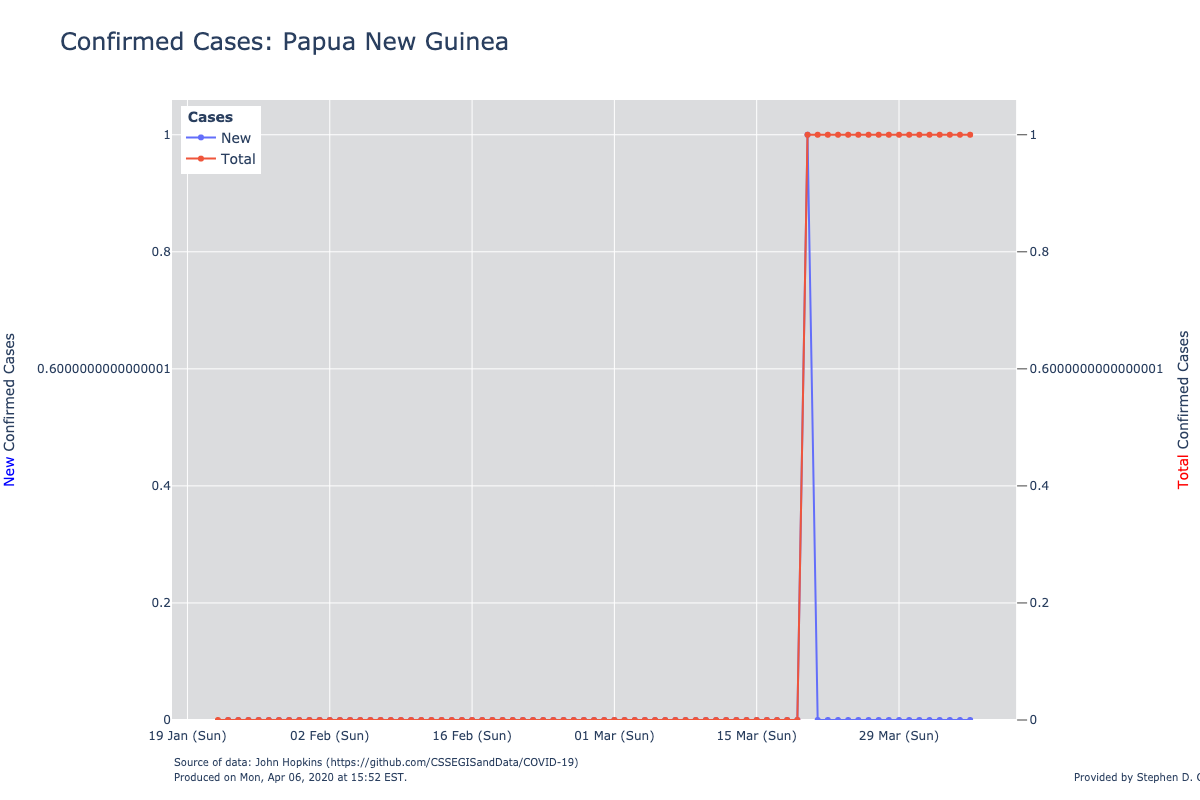 Confirmed Cases: Papua New Guinea
Cases
New
Total
1
0.8
0.6000000000000001
0.4
0.2
0
1
0.8
0.6000000000000001
0.4
0.2
0
New Confirmed Cases
Total Confirmed Cases
19 Jan (Sun)
02 Feb (Sun)
16 Feb (Sun)
01 Mar (Sun)
15 Mar (Sun)
29 Mar (Sun)
Source of data: John Hopkins (https://github.com/CSSEGISandData/COVID-19)
Produced on Mon, Apr 06, 2020 at 15:52 EST.
Provided by Stephen D.